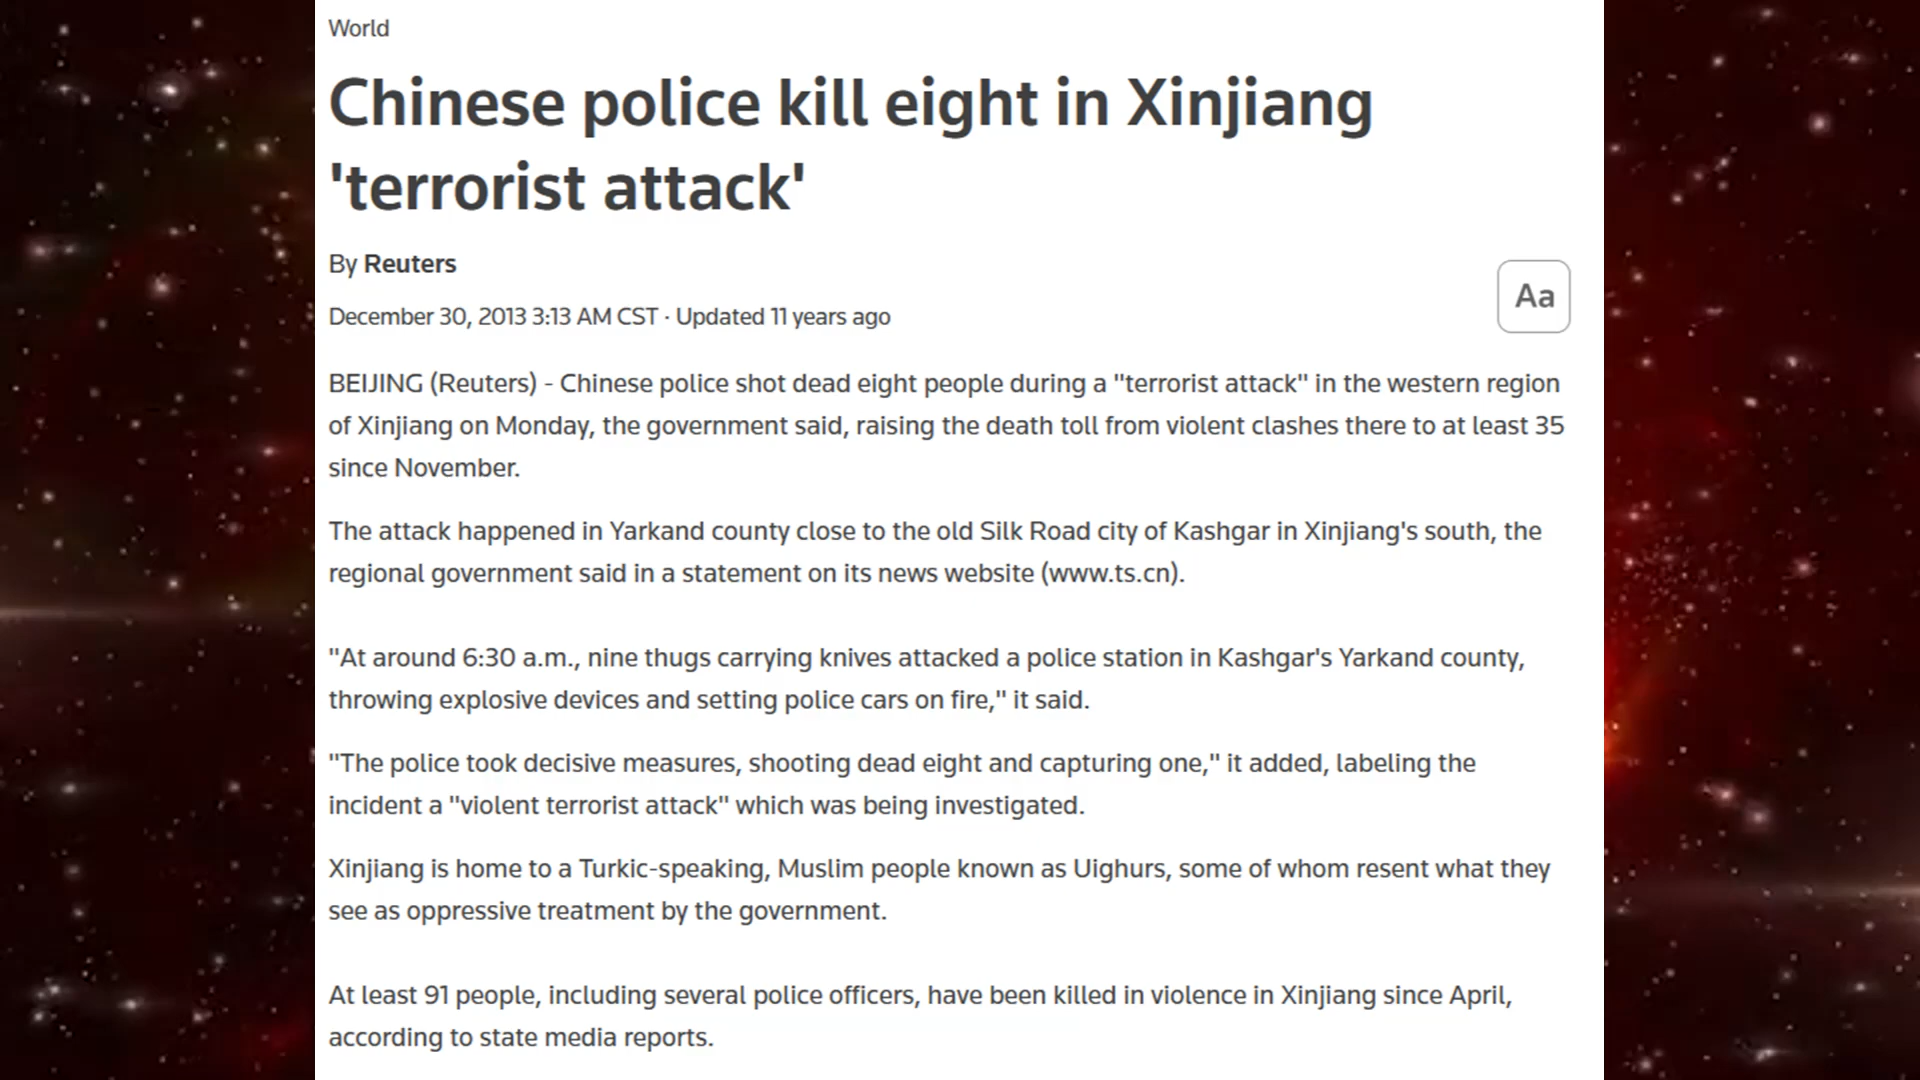 World
Chinese police kill eight in Xinjiang
'terrorist attack'
By Reuters
December 30, 2013 3:13 AM CST · Updated 11 years ago
Aa
BEIJING (Reuters) - Chinese police shot dead eight people during a "terrorist attack" in the western region
of Xinjiang on Monday, the government said, raising the death toll from violent clashes there to at least 35
since November.
The attack happened in Yarkand county close to the old Silk Road city of Kashgar in Xinjiang's south, the
regional government said in a statement on its news website (www.ts.cn).
"At around 6:30 a.m., nine thugs carrying knives attacked a police station in Kashgar's Yarkand county,
throwing explosive devices and setting police cars on fire," it said.
"The police took decisive measures, shooting dead eight and capturing one," it added, labeling the
incident a "violent terrorist attack" which was being investigated.
Xinjiang is home to a Turkic-speaking, Muslim people known as Uighurs, some of whom resent what they
see as oppressive treatment by the government.
At least 91 people, including several police officers, have been killed in violence in Xinjiang since April,
according to state media reports.